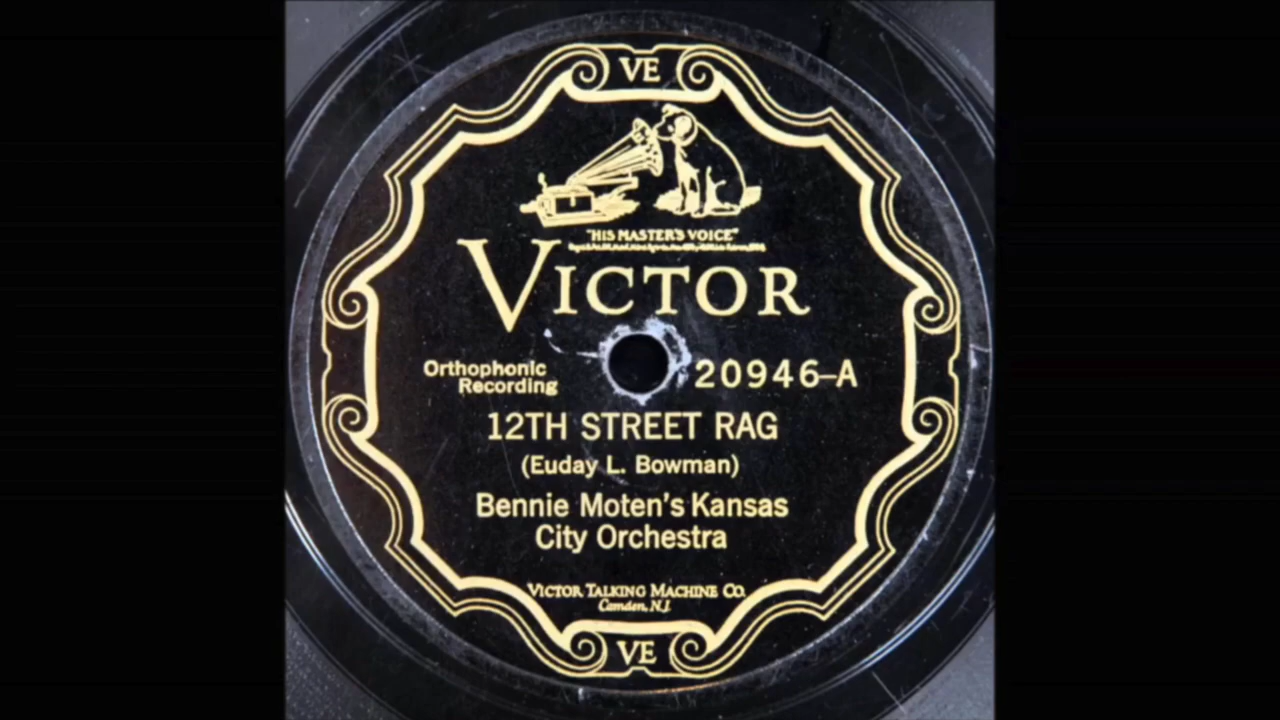 VE
"HIS MASTER'S VOICE"
VICTOR
Orthophonic
Recording
20946-A
12TH STREET RAG
(Euday L. Bowman)
Bennie Moten's Kansas
City Orchestra
VICTOR TALKING MACHINE CO.
Camden, N.J.
VE